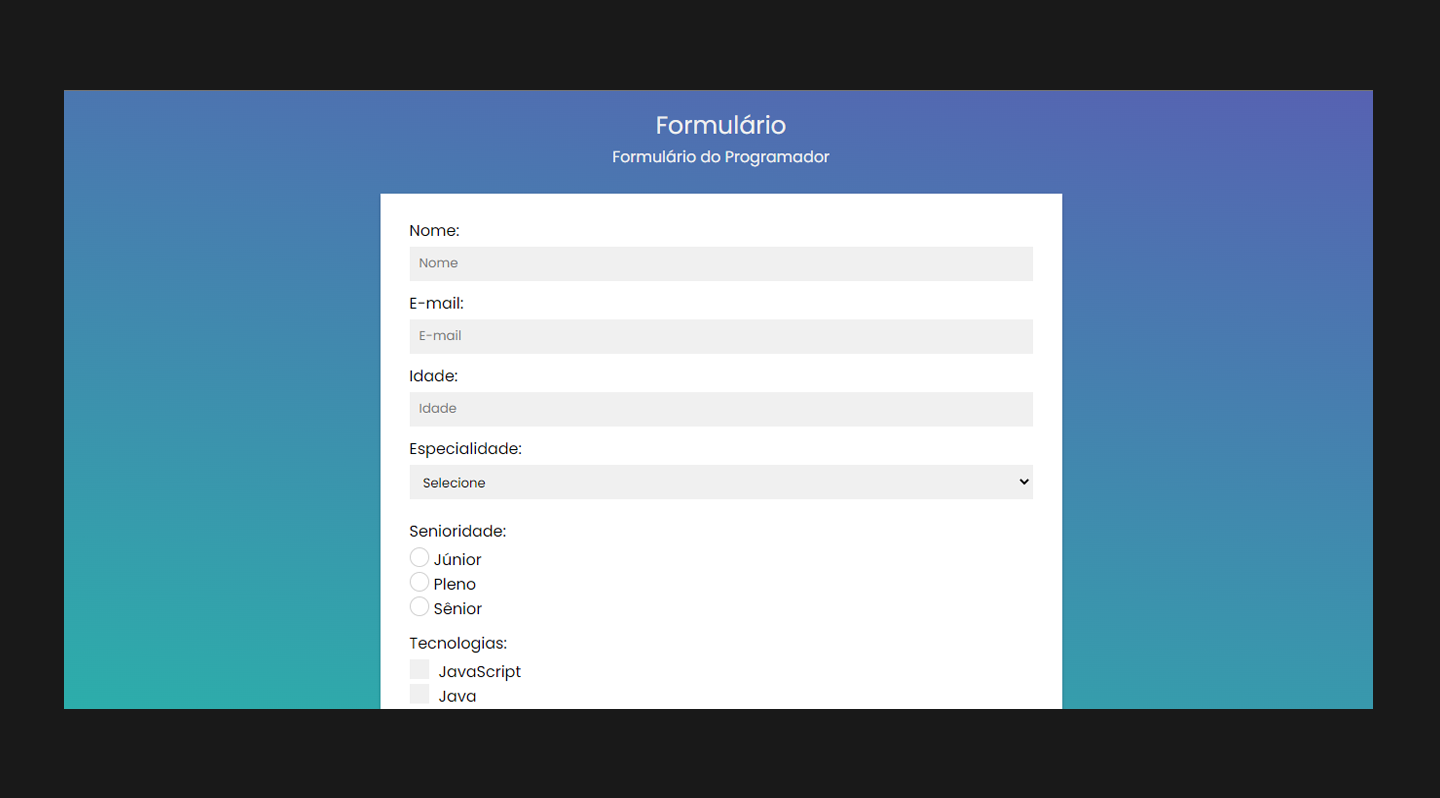 Formulário
Formulário do Programador
Nome:
Nome
E-mail:
E-mail
Idade:
Idade
Especialidade:
Selecione
Senioridade:
Júnior
Pleno
Sênior
Tecnologias:
JavaScript
Java